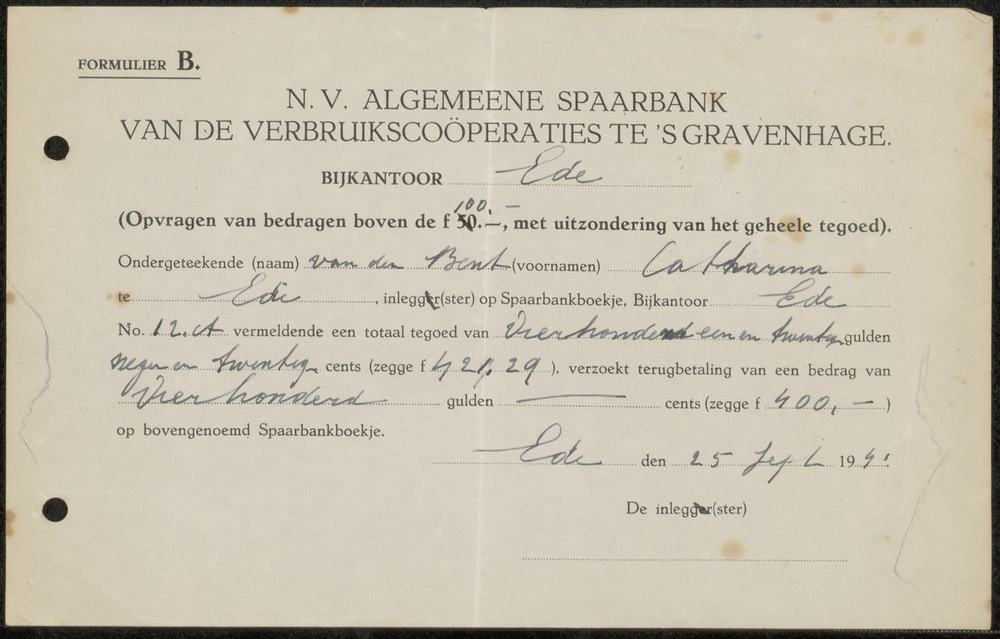 FORMULIER B.
N. V. ALGEMEENE SPAARBANK
VAN DE VERBRUIKSCOÖPERATIES TE 'S GRAVENHAGE.
BIJKANTOOR Ede
100.—
(Opvragen van bedragen boven de f 50.—, met uitzondering van het geheele tegoed).
Ondergeteekende (naam) van den Bent (voornamen) Catharina
te Ede, inlegger(ster) op Spaarbankboekje, Bijkantoor Ede
No. 12.A vermeldende een totaal tegoed van Vierhonderd een en twintig gulden
negen en twintig cents (zegge f 421,29 ), verzoekt terugbetaling van een bedrag van
Vierhonderd gulden — cents (zegge f 400,— )
op bovengenoemd Spaarbankboekje.
Ede den 25 Sept 1941
De inlegger(ster)